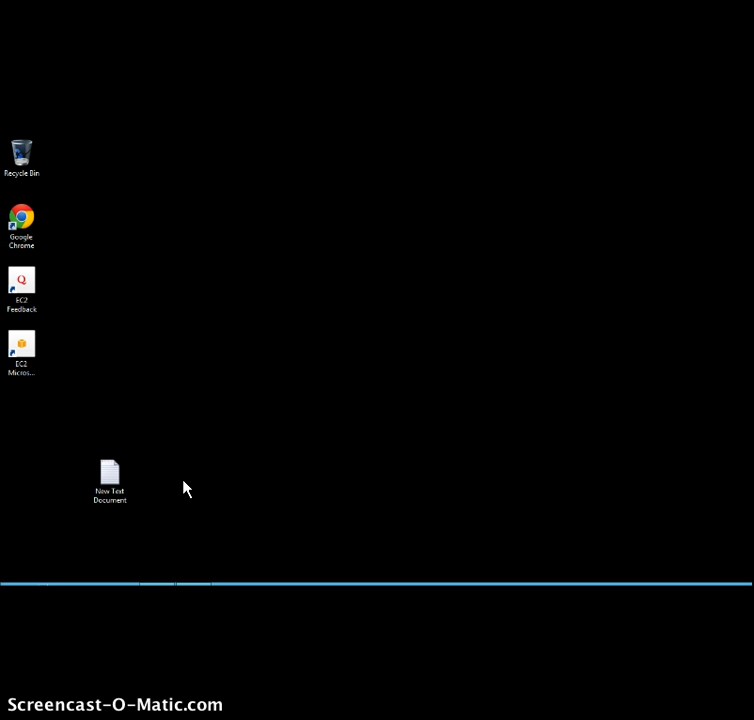 Recycle Bin
Google
Chrome
Q
EC2
Feedback
EC2
Micros...
New Text
Document
Screencast-O-Matic.com